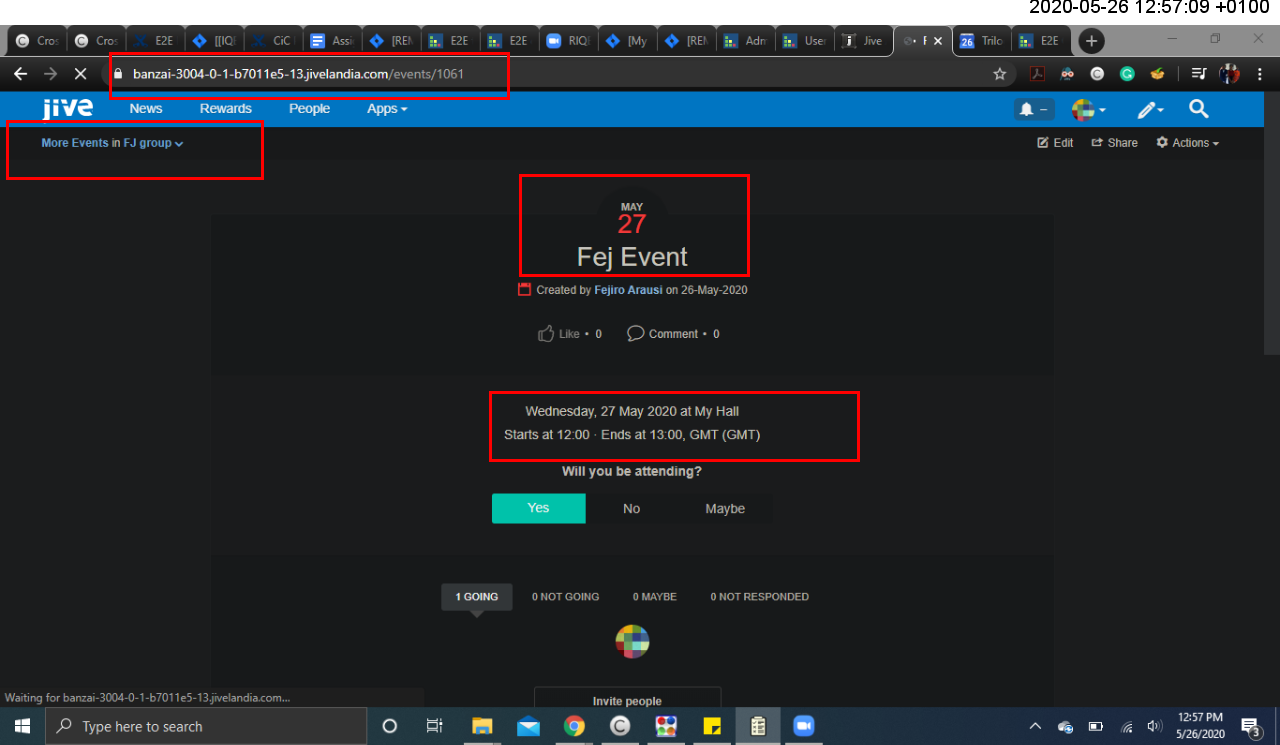 2020-05-26 12:57:09 +0100
Cros Cros E2E [[IQE CiC Assi [REM E2E E2E RIQE [My [REM Adm User Jive F Trilo E2E
banzai-3004-0-1-b7011e5-13.jivelandia.com/events/1061
jive News Rewards People Apps
More Events in FJ group Edit Share Actions
MAY
27
Fej Event
Created by Fejiro Arausi on 26-May-2020
Like • 0 Comment • 0
Wednesday, 27 May 2020 at My Hall
Starts at 12:00 · Ends at 13:00, GMT (GMT)
Will you be attending?
Yes No Maybe
1 GOING 0 NOT GOING 0 MAYBE 0 NOT RESPONDED
Invite people
Waiting for banzai-3004-0-1-b7011e5-13.jivelandia.com...
Type here to search
12:57 PM
5/26/2020
3